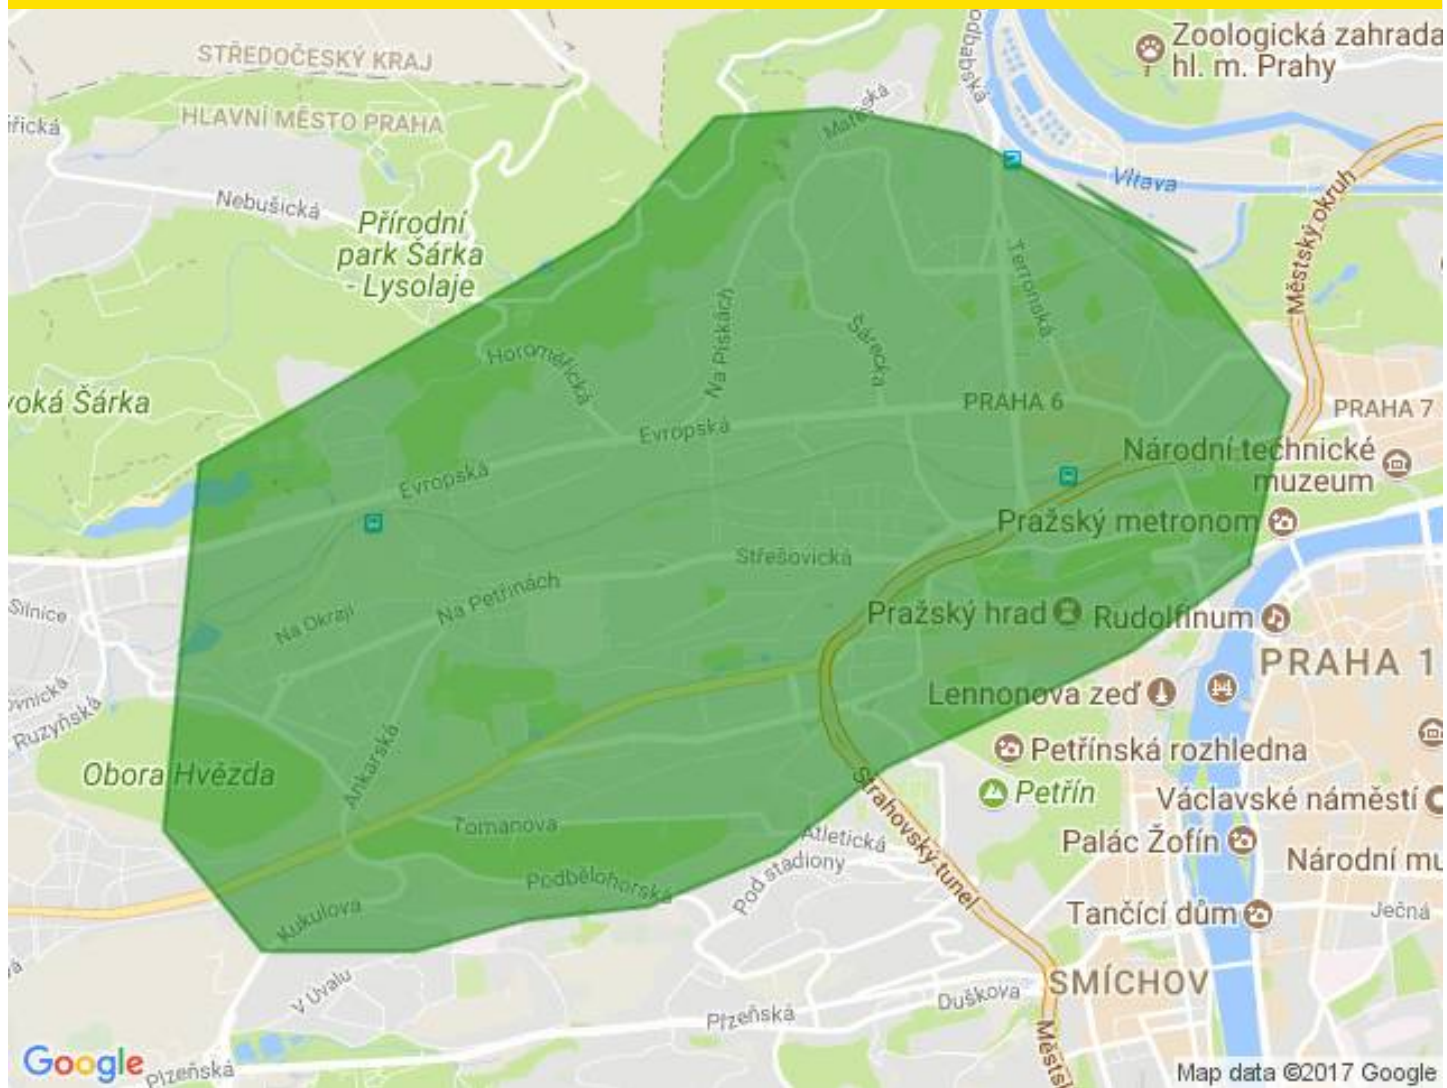 Zoologická zahrada
hl. m. Prahy
STŘEDOČESKÝ KRAJ
HLAVNÍ MĚSTO PRAHA
Vltava
Nebušická
Přírodní
park Šárka
- Lysolaje
Městský okruh
Terronská
Na Pískách
Šárecka
Horoměřická
PRAHA 6
PRAHA 7
Evropská
Národní technické
muzeum
Evropská
Pražský metronom
Střešovická
Na Petřinách
Na Okraji
Silnice
Pražský hrad
Rudolfinum
PRAHA 1
Lennonova zeď
Ruzyňská
Petřínská rozhledna
Obora Hvězda
Ankarská
Petřín
Václavské náměstí
Strahovský tunel
Tomanova
Atletická
Palác Žofín
Národní mu
Pod stadiony
Podbělohorská
Kukulova
Tančící dům
Ječná
V Úvalu
SMÍCHOV
Duškova
Plzeňská
Google
Plzeňská
Map data ©2017 Google